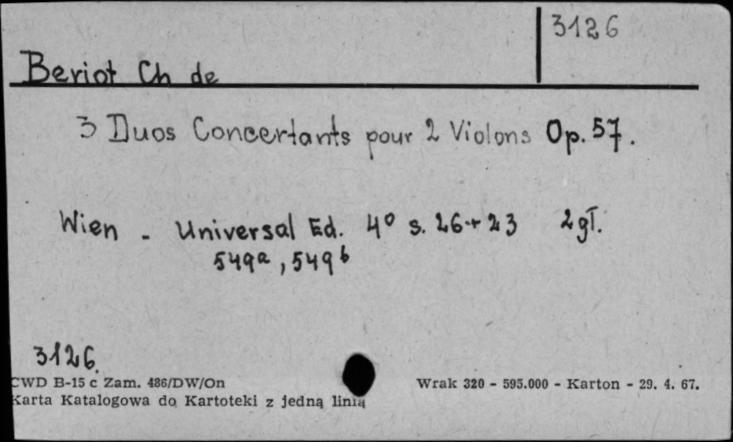 3126
Beriot Ch de
3 Duos Concertants pour 2 Violons Op. 57.
Wien - Universal Ed. 4° s. 26+23 2 gł.
549a, 549b
3126.
CWD B-15 c Zam. 486/DW/On
Wrak 320 - 595.000 - Karton - 29. 4. 67.
Karta Katalogowa do Kartoteki z jedną linią